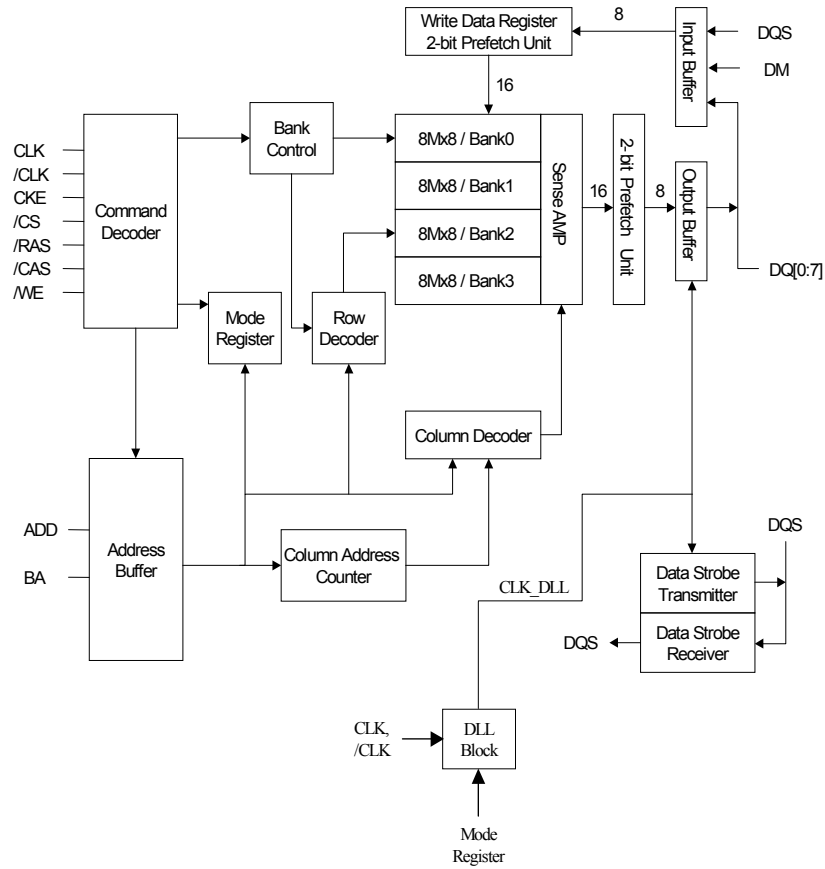 Write Data Register
2-bit Prefetch Unit
8
Input Buffer
DQS
DM
16
Bank
Control
8Mx8 / Bank0
8Mx8 / Bank1
8Mx8 / Bank2
8Mx8 / Bank3
Sense AMP
16
2-bit Prefetch Unit
8
Output Buffer
DQ[0:7]
CLK
/CLK
CKE
/CS
/RAS
/CAS
/WE
Command
Decoder
Mode
Register
Row
Decoder
Column Decoder
ADD
BA
Address
Buffer
Column Address
Counter
CLK_DLL
DQS
Data Strobe
Transmitter
Data Strobe
Receiver
DQS
CLK,
/CLK
DLL
Block
Mode
Register